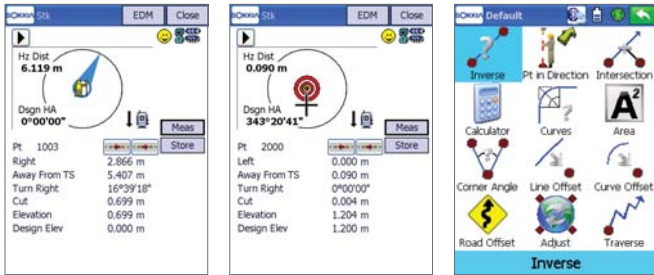 SOKKIA Stk EDM Close
Hz Dist
6.119 m
Dsgn HA
0°00'00"
Meas
Pt 1003
Store
Right 2.866 m
Away From TS 5.407 m
Turn Right 16°39'18"
Cut 0.699 m
Elevation 0.699 m
Design Elev 0.000 m
SOKKIA Stk EDM Close
Hz Dist
0.090 m
Dsgn HA
343°20'41"
Meas
Pt 2000
Store
Left 0.000 m
Away From TS 0.090 m
Turn Right 0°00'00"
Cut 0.004 m
Elevation 1.204 m
Design Elev 1.200 m
SOKKIA Default
Inverse Pt in Direction Intersection
A²
Calculator Curves Area
Corner Angle Line Offset Curve Offset
Road Offset Adjust Traverse
Inverse